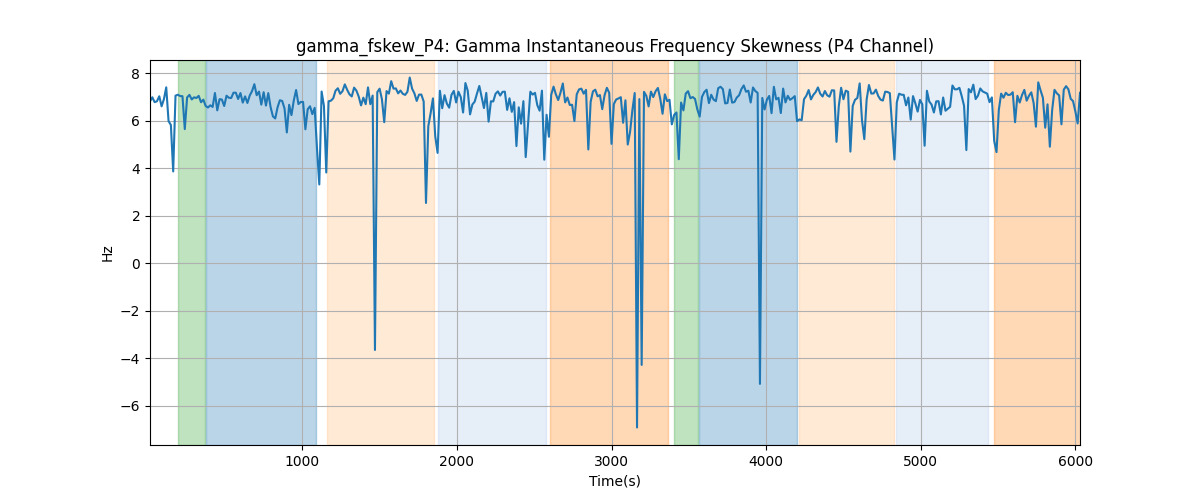 gamma_fskew_P4: Gamma Instantaneous Frequency Skewness (P4 Channel)
8
6
4
2
0
−2
−4
−6
Hz
1000 2000 3000 4000 5000 6000
Time(s)